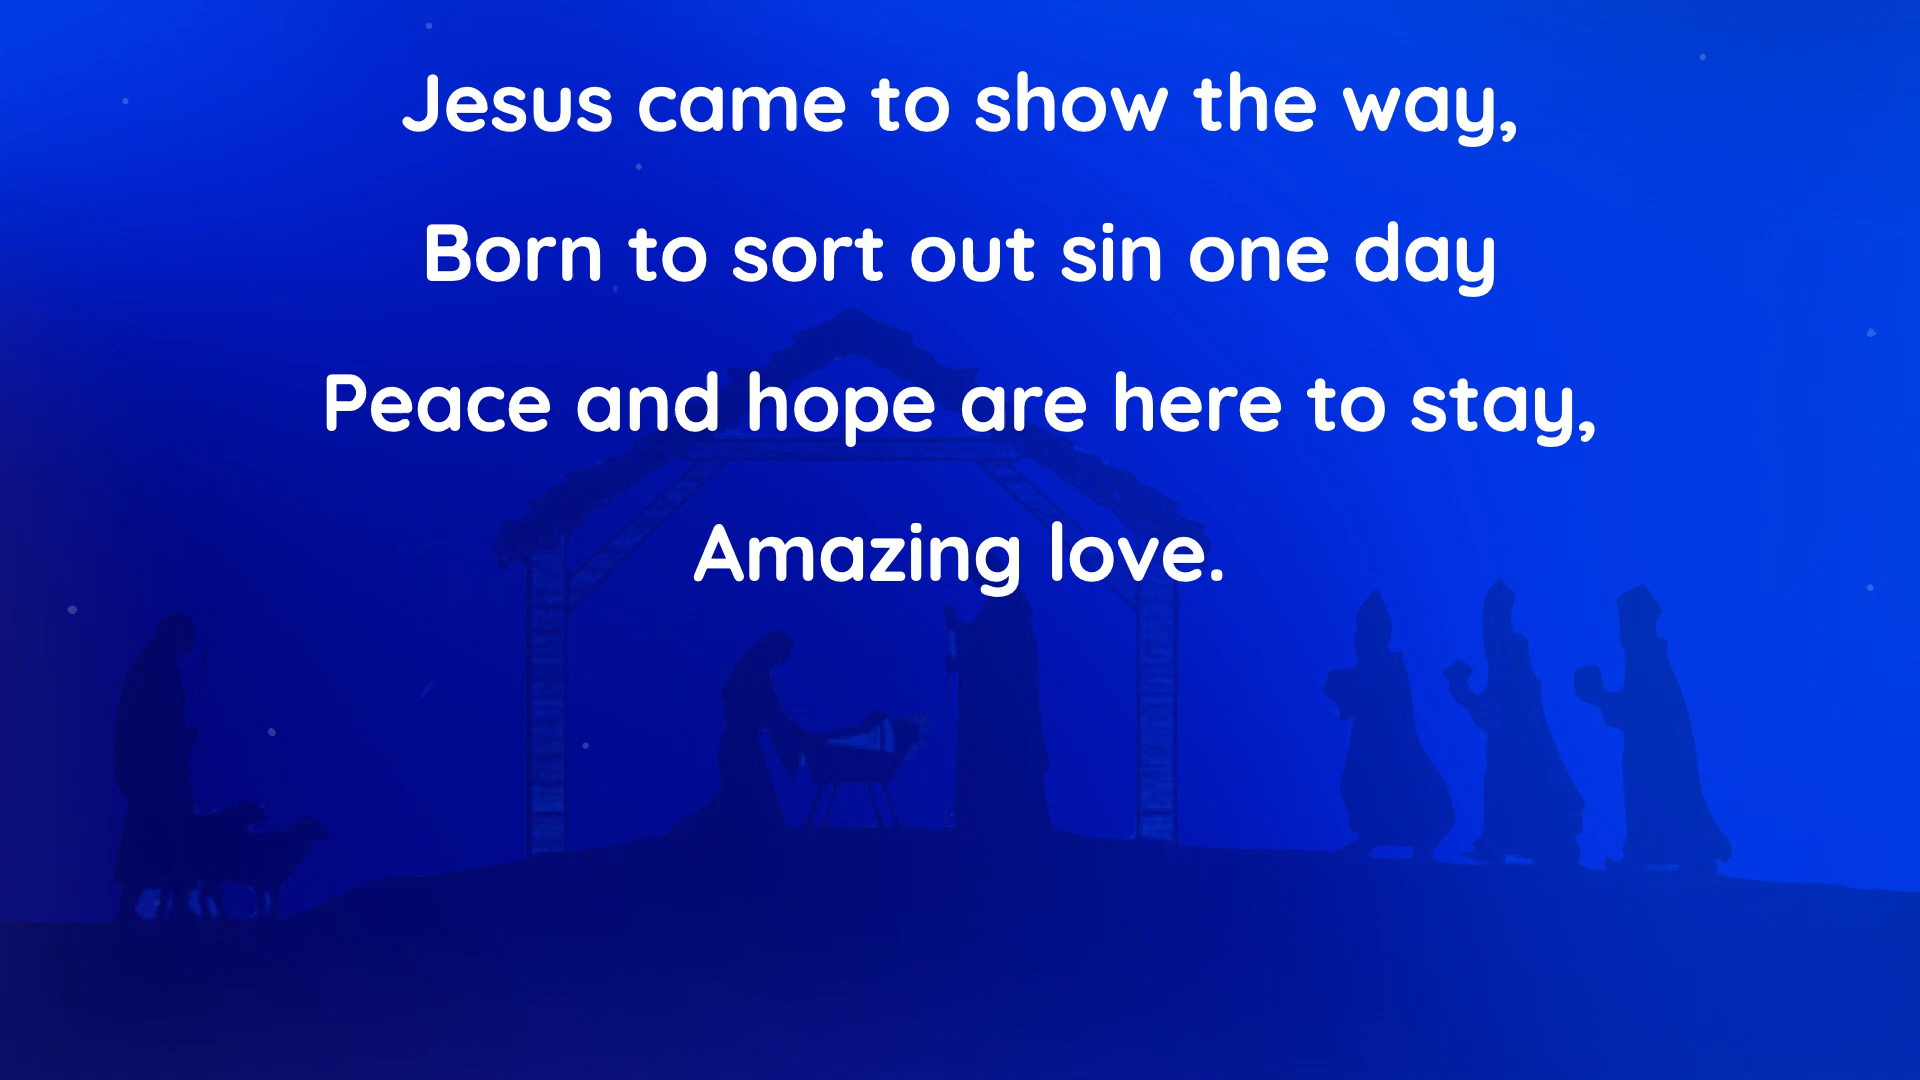 Jesus came to show the way,
Born to sort out sin one day
Peace and hope are here to stay,
Amazing love.